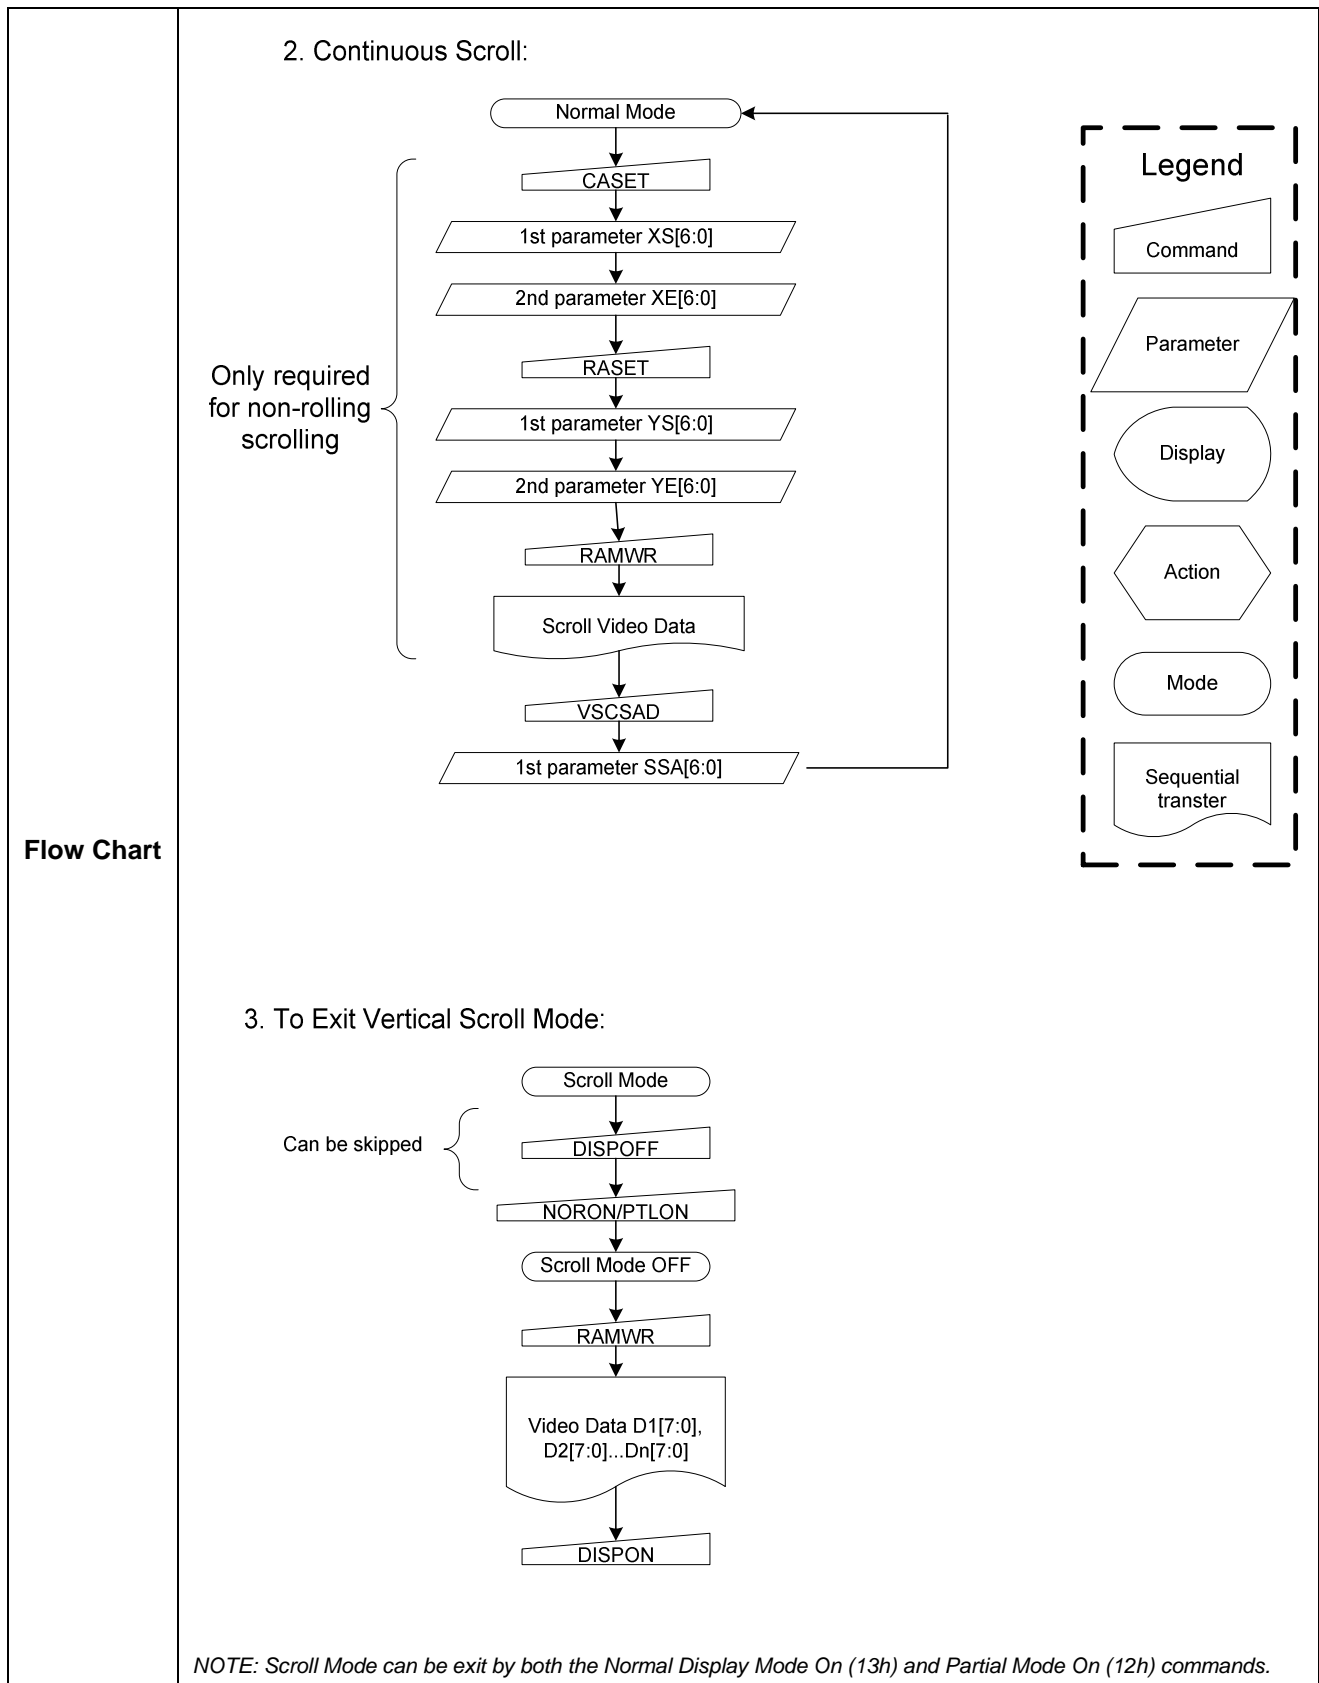 Flow Chart
2. Continuous Scroll:
Normal Mode
CASET
1st parameter XS[6:0]
2nd parameter XE[6:0]
RASET
1st parameter YS[6:0]
2nd parameter YE[6:0]
RAMWR
Scroll Video Data
VSCSAD
1st parameter SSA[6:0]
Only required
for non-rolling
scrolling
Legend
Command
Parameter
Display
Action
Mode
Sequential
transter
3. To Exit Vertical Scroll Mode:
Scroll Mode
Can be skipped
DISPOFF
NORON/PTLON
Scroll Mode OFF
RAMWR
Video Data D1[7:0],
D2[7:0]...Dn[7:0]
DISPON
NOTE: Scroll Mode can be exit by both the Normal Display Mode On (13h) and Partial Mode On (12h) commands.